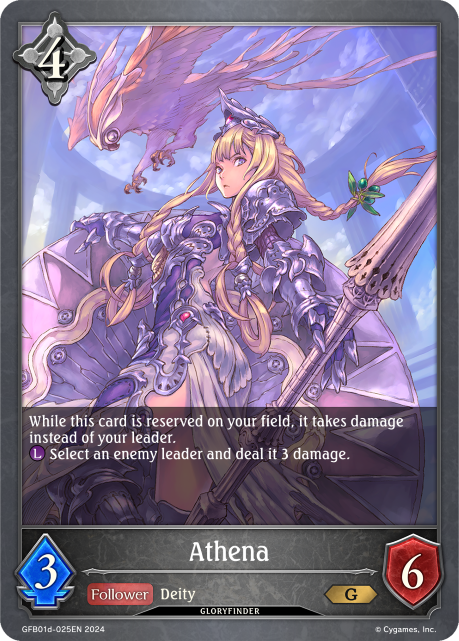 4
While this card is reserved on your field, it takes damage
instead of your leader.
L Select an enemy leader and deal it 3 damage.
Athena
3
Follower Deity
G
6
GLORYFINDER
GFB01d-025EN 2024
© Cygames, Inc.